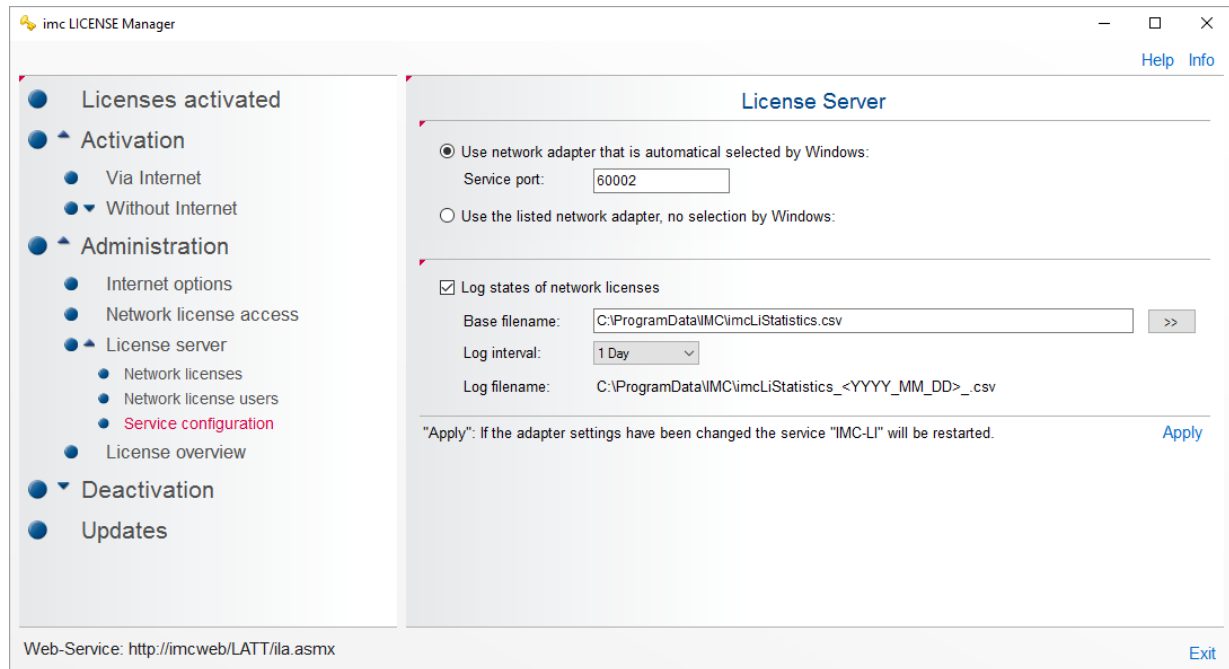 imc LICENSE Manager
Help Info
Licenses activated
Activation
Via Internet
Without Internet
Administration
Internet options
Network license access
License server
Network licenses
Network license users
Service configuration
License overview
Deactivation
Updates
License Server
Use network adapter that is automatical selected by Windows:
Service port: 60002
Use the listed network adapter, no selection by Windows:
Log states of network licenses
Base filename: C:\ProgramData\IMC\imcLiStatistics.csv >>
Log interval: 1 Day
Log filename: C:\ProgramData\IMC\imcLiStatistics_<YYYY_MM_DD>_.csv
"Apply": If the adapter settings have been changed the service "IMC-LI" will be restarted. Apply
Web-Service: http://imcweb/LATT/ila.asmx
Exit